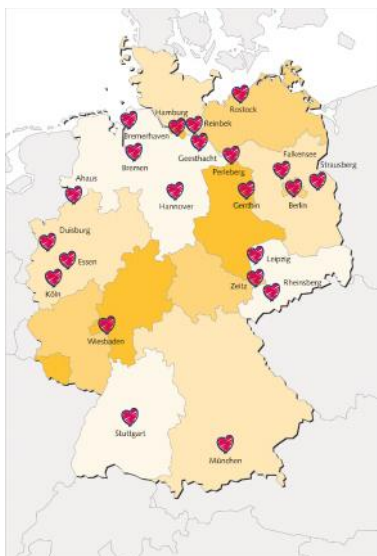 Rostock
Hamburg
Reinbek
Bremerhaven
Geesthacht
Bremen
Falkensee
Strausberg
Perleberg
Ahaus
Hannover
Genthin
Berlin
Duisburg
Essen
Leipzig
Köln
Zeitz
Rheinsberg
Wiesbaden
Stuttgart
München